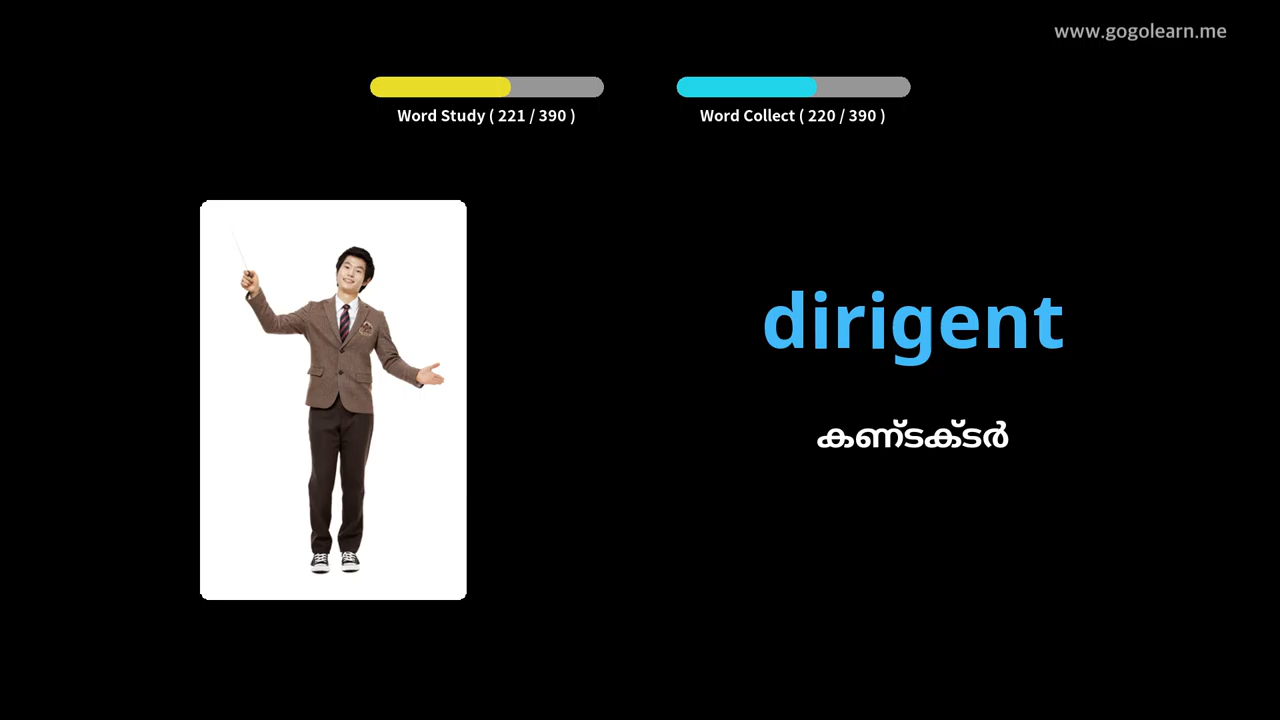 www.gogolearn.me
Word Study ( 221 / 390 )
Word Collect ( 220 / 390 )
dirigent
കണ്ടക്ടർ